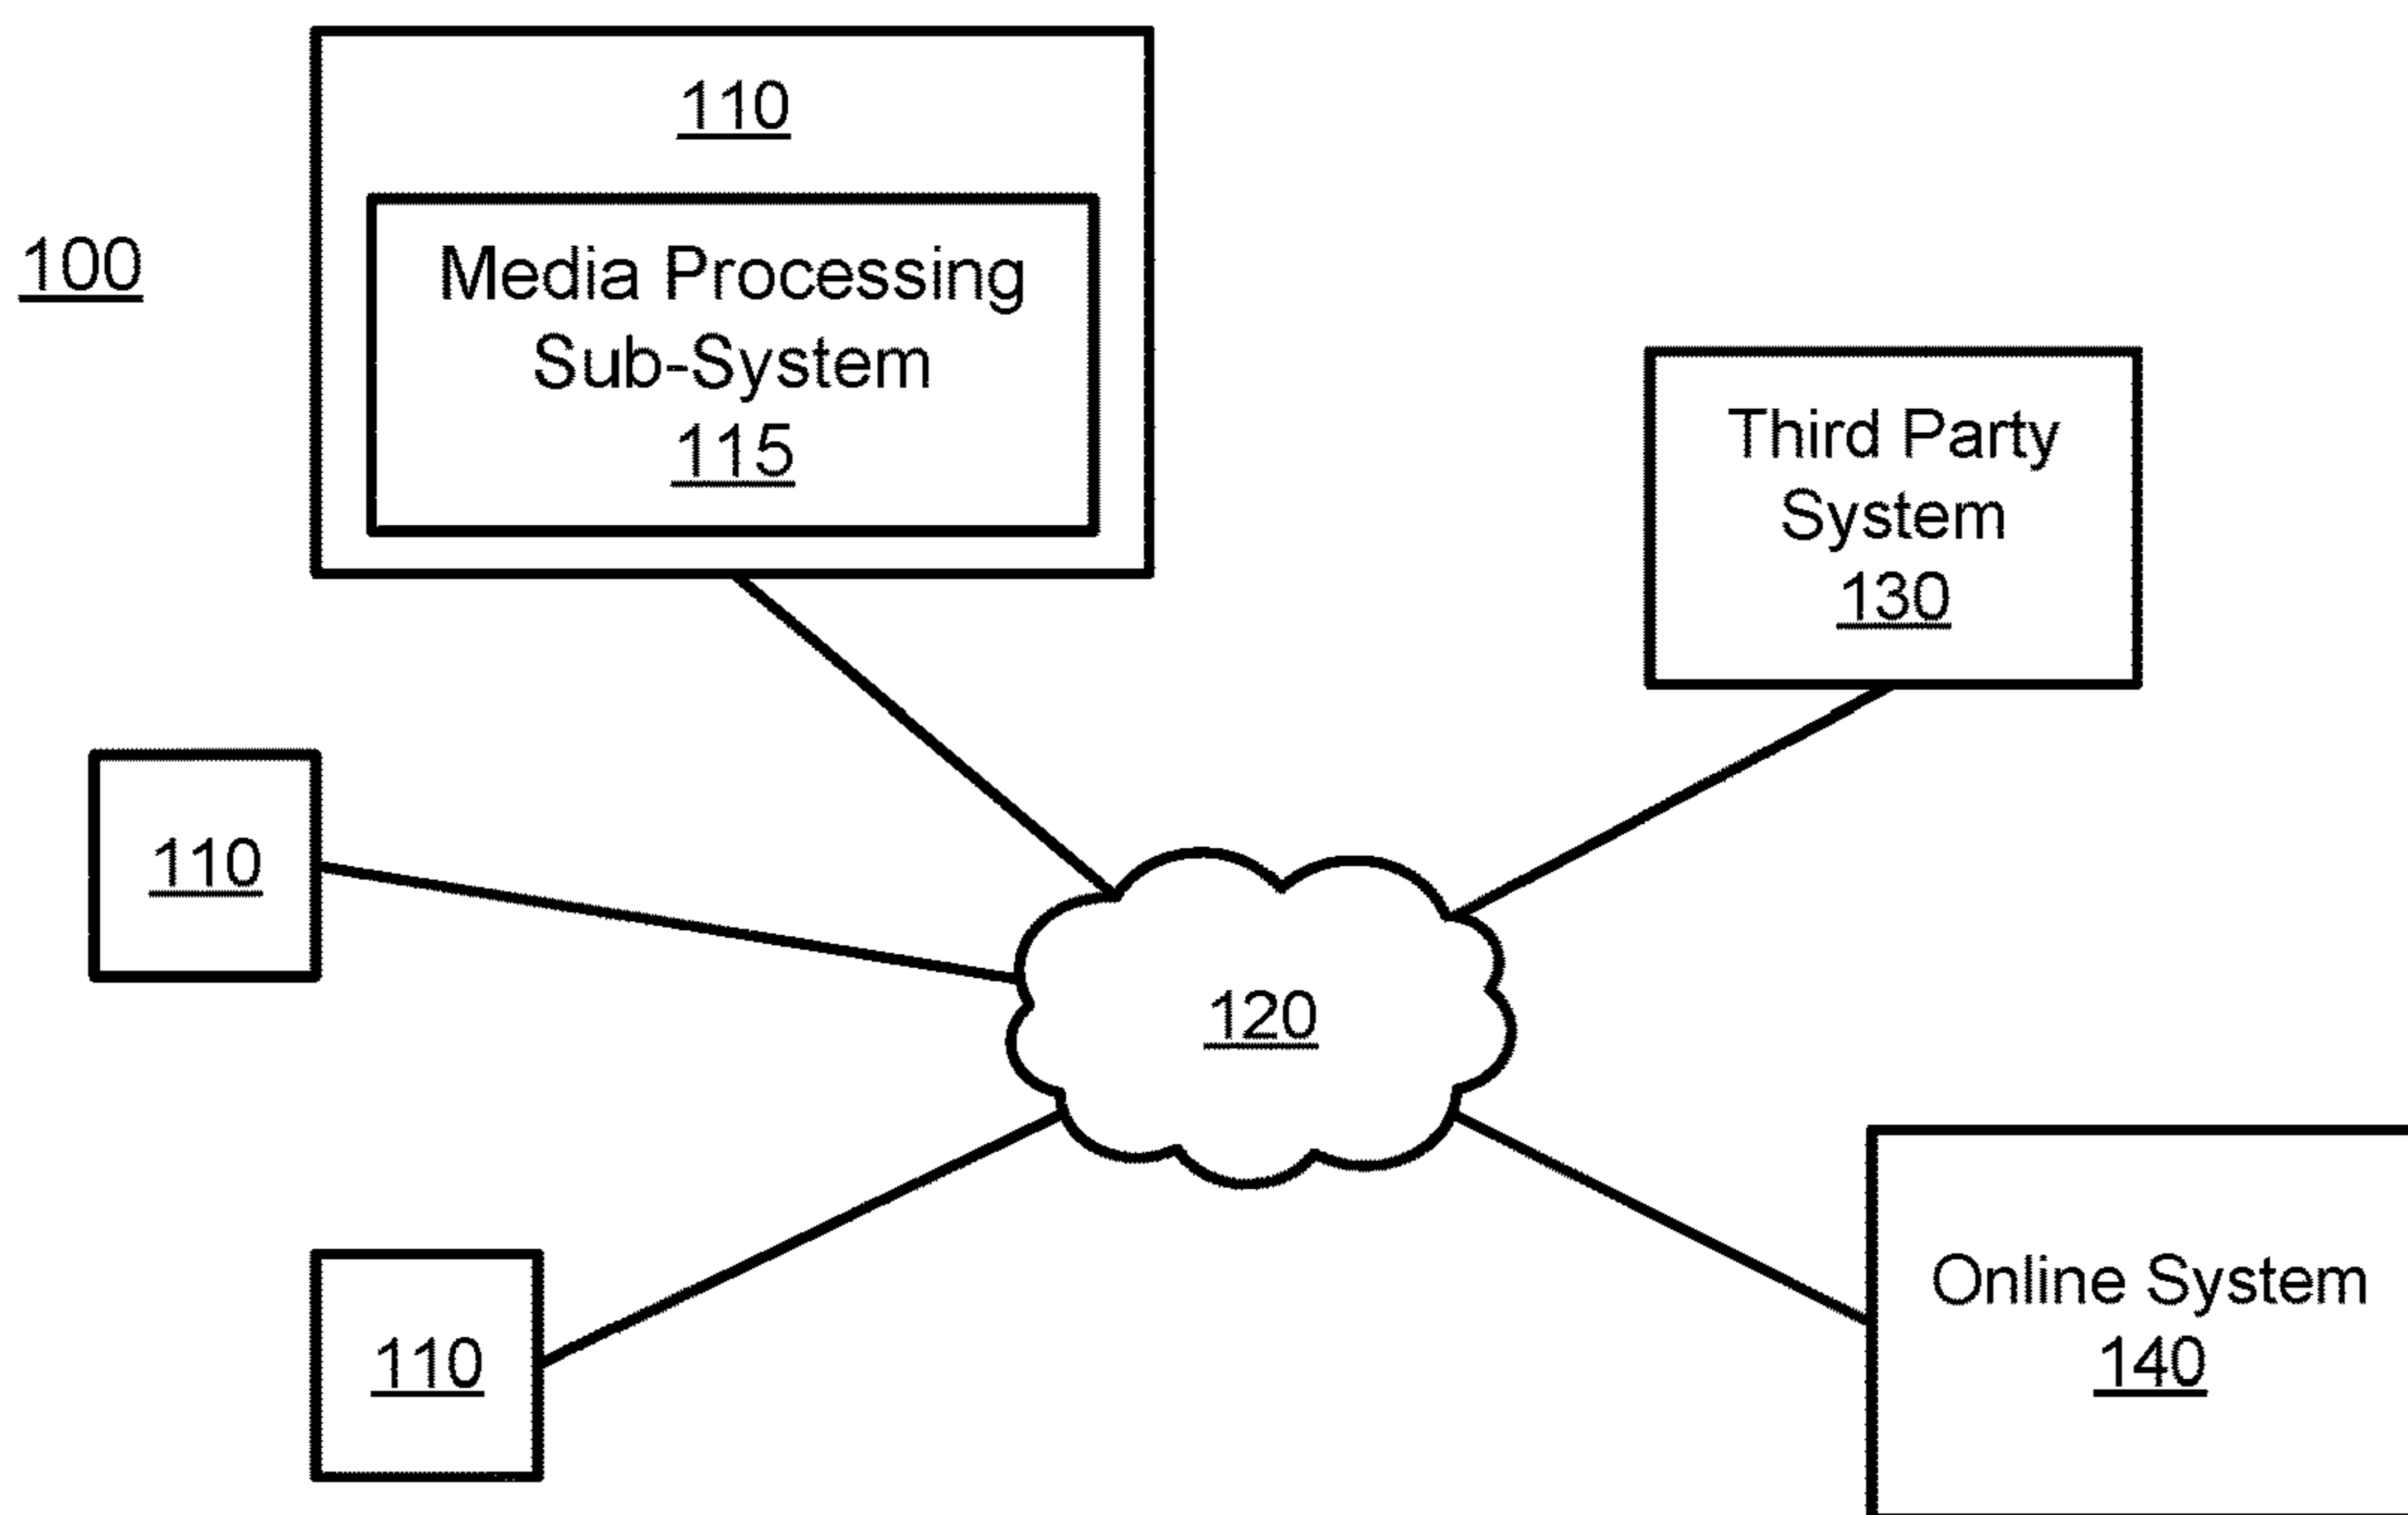 100
110
Media Processing
Sub-System
115
Third Party
System
130
110
120
110
Online System
140